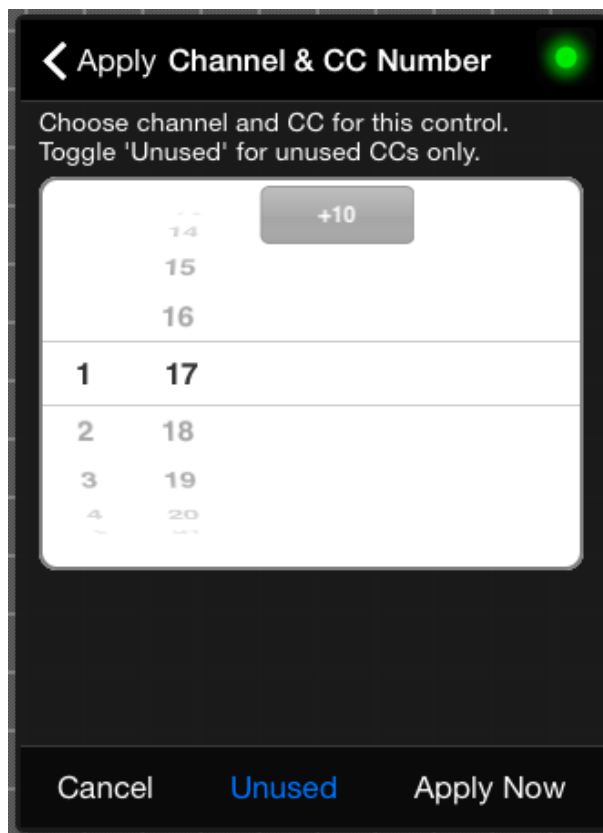 Apply Channel & CC Number
Choose channel and CC for this control.
Toggle 'Unused' for unused CCs only.
+10
14
15
16
1 17
2 18
3 19
4 20
Cancel Unused Apply Now